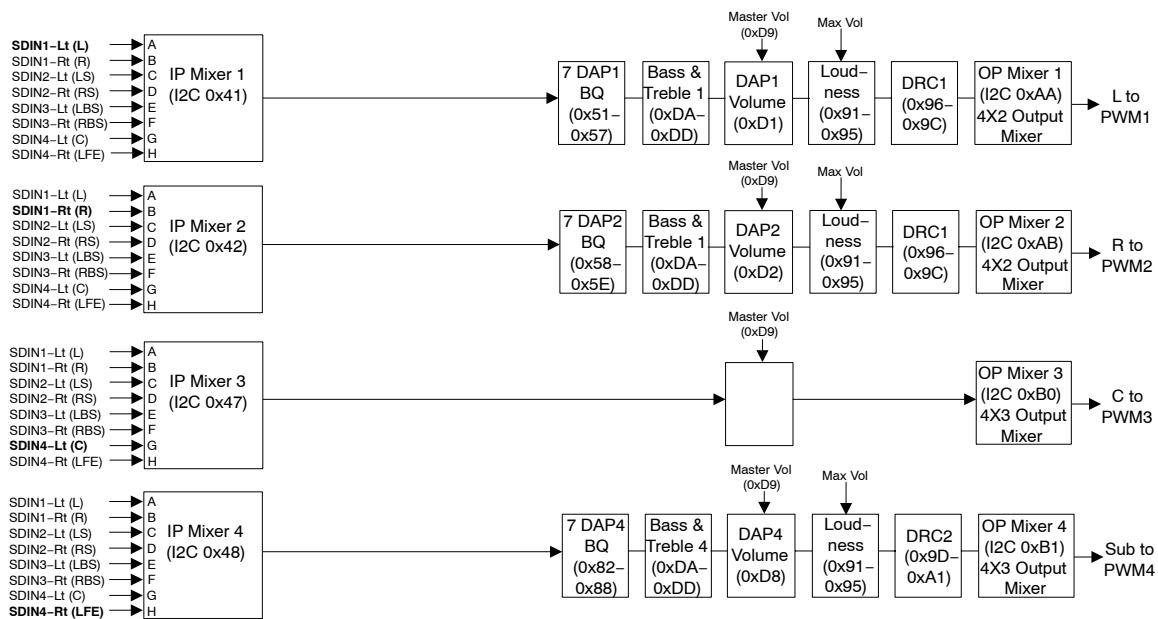 SDIN1–Lt (L)
SDIN1–Rt (R)
SDIN2–Lt (LS)
SDIN2–Rt (RS)
SDIN3–Lt (LBS)
SDIN3–Rt (RBS)
SDIN4–Lt (C)
SDIN4–Rt (LFE)
A
B
C
D
E
F
G
H
IP Mixer 1
(I2C 0x41)
7 DAP1
BQ
(0x51–
0x57)
Bass &
Treble 1
(0xDA–
0xDD)
Master Vol
(0xD9)
DAP1
Volume
(0xD1)
Max Vol
Loud–
ness
(0x91–
0x95)
DRC1
(0x96–
0x9C)
OP Mixer 1
(I2C 0xAA)
4X2 Output
Mixer
L to
PWM1
SDIN1–Lt (L)
SDIN1–Rt (R)
SDIN2–Lt (LS)
SDIN2–Rt (RS)
SDIN3–Lt (LBS)
SDIN3–Rt (RBS)
SDIN4–Lt (C)
SDIN4–Rt (LFE)
A
B
C
D
E
F
G
H
IP Mixer 2
(I2C 0x42)
7 DAP2
BQ
(0x58–
0x5E)
Bass &
Treble 1
(0xDA–
0xDD)
Master Vol
(0xD9)
DAP2
Volume
(0xD2)
Max Vol
Loud–
ness
(0x91–
0x95)
DRC1
(0x96–
0x9C)
OP Mixer 2
(I2C 0xAB)
4X2 Output
Mixer
R to
PWM2
SDIN1–Lt (L)
SDIN1–Rt (R)
SDIN2–Lt (LS)
SDIN2–Rt (RS)
SDIN3–Lt (LBS)
SDIN3–Rt (RBS)
SDIN4–Lt (C)
SDIN4–Rt (LFE)
A
B
C
D
E
F
G
H
IP Mixer 3
(I2C 0x47)
Master Vol
(0xD9)
OP Mixer 3
(I2C 0xB0)
4X3 Output
Mixer
C to
PWM3
SDIN1–Lt (L)
SDIN1–Rt (R)
SDIN2–Lt (LS)
SDIN2–Rt (RS)
SDIN3–Lt (LBS)
SDIN3–Rt (RBS)
SDIN4–Lt (C)
SDIN4–Rt (LFE)
A
B
C
D
E
F
G
H
IP Mixer 4
(I2C 0x48)
7 DAP4
BQ
(0x82–
0x88)
Bass &
Treble 4
(0xDA–
0xDD)
Master Vol
(0xD9)
DAP4
Volume
(0xD8)
Max Vol
Loud–
ness
(0x91–
0x95)
DRC2
(0x9D–
0xA1)
OP Mixer 4
(I2C 0xB1)
4X3 Output
Mixer
Sub to
PWM4